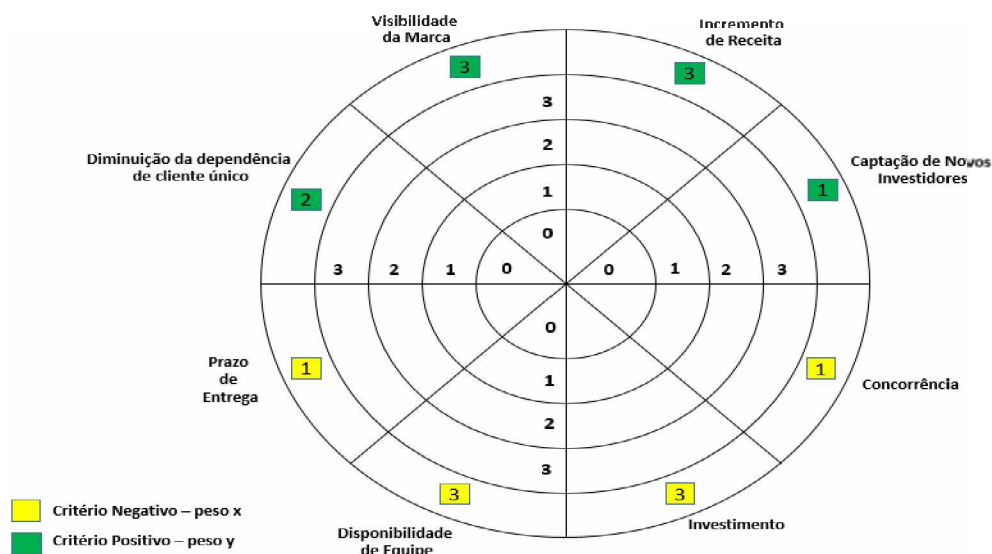 Visibilidade
da Marca
Incremento
de Receita
3
3
3
2
Diminuição da dependência
de cliente único
Captação de Novos
Investidores
2
1
1
0
3 2 1 0 0 1 2 3
0
Prazo
de
Entrega
1
1
1
Concorrência
2
3
3
3
Critério Negativo – peso x
Critério Positivo – peso y
Disponibilidade
de Equipe
Investimento